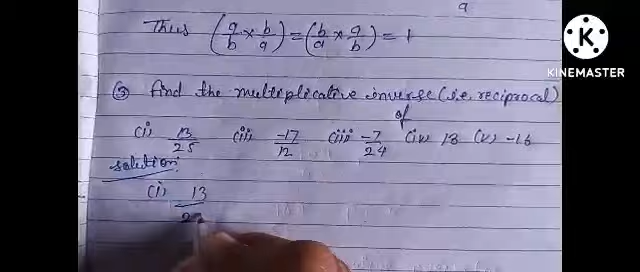 a
Thus (a/b × b/a) = (b/a × a/b) = 1
KINEMASTER
③ find the multiplicative inverse (i.e. reciprocal) of
(i) 13/25 (ii) -17/12 (iii) -7/24 (iv) 18 (v) -16
solution:
(i) 13